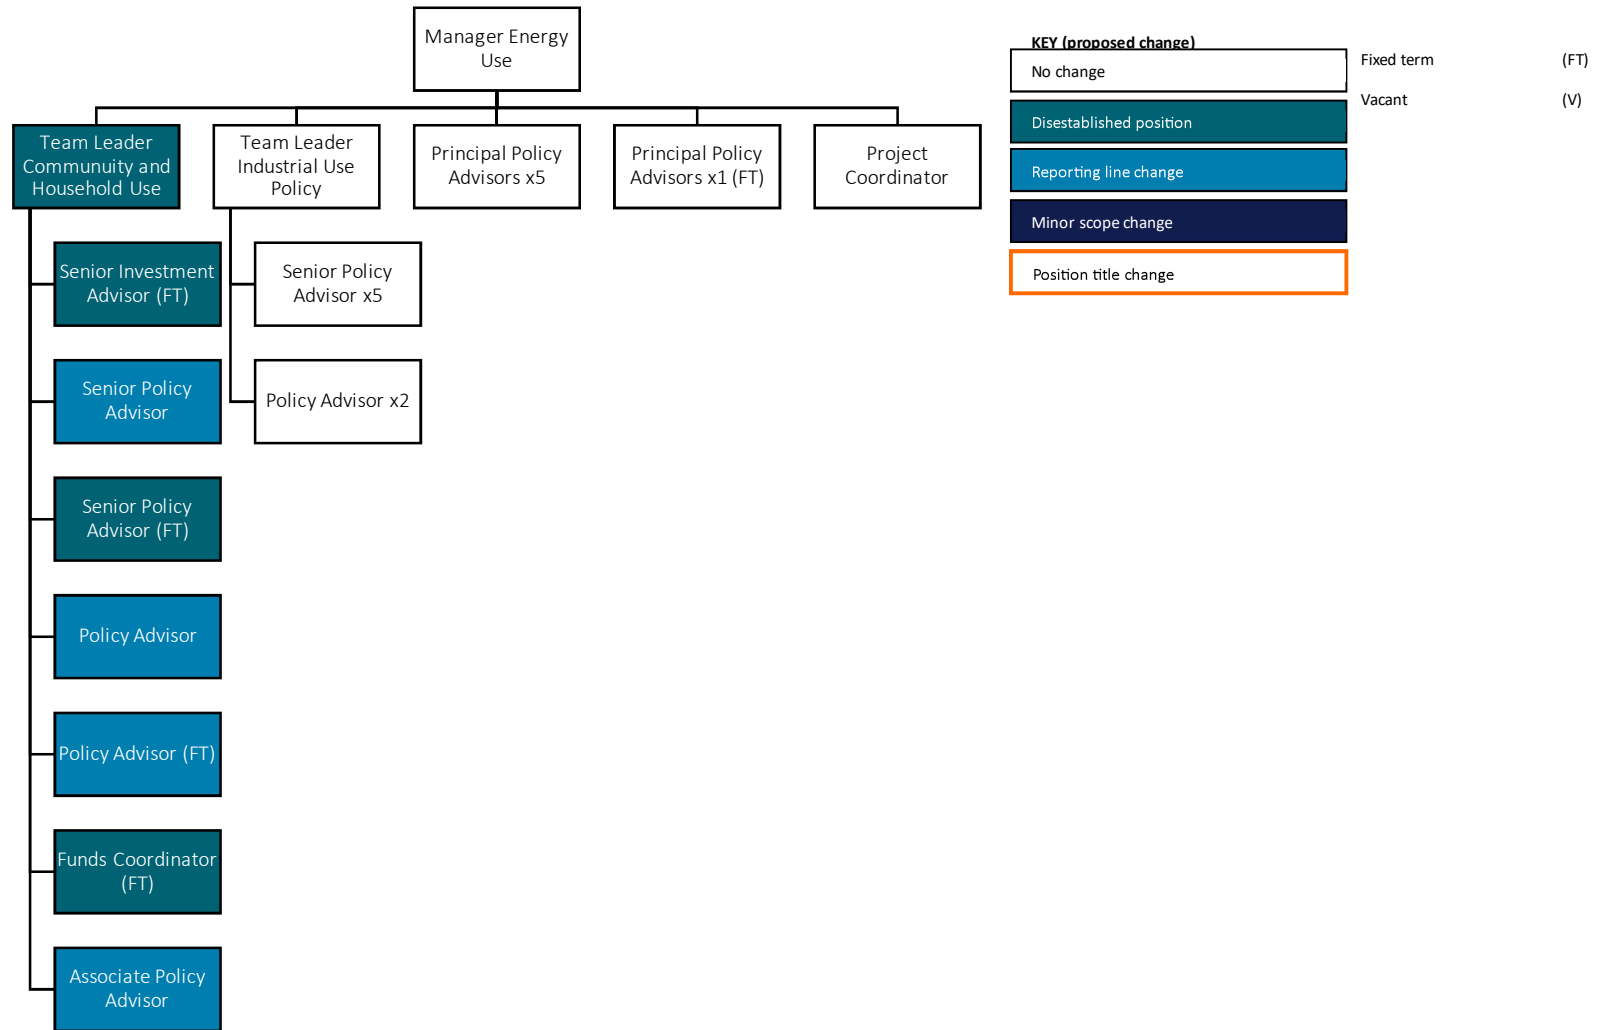 Manager Energy
Use
Team Leader
Communuity and
Household Use
Team Leader
Industrial Use
Policy
Principal Policy
Advisors x5
Principal Policy
Advisors x1 (FT)
Project
Coordinator
Senior Investment
Advisor (FT)
Senior Policy
Advisor
Senior Policy
Advisor (FT)
Policy Advisor
Policy Advisor (FT)
Funds Coordinator
(FT)
Associate Policy
Advisor
Senior Policy
Advisor x5
Policy Advisor x2
KEY (proposed change)
No change
Disestablished position
Reporting line change
Minor scope change
Position title change
Fixed term (FT)
Vacant (V)